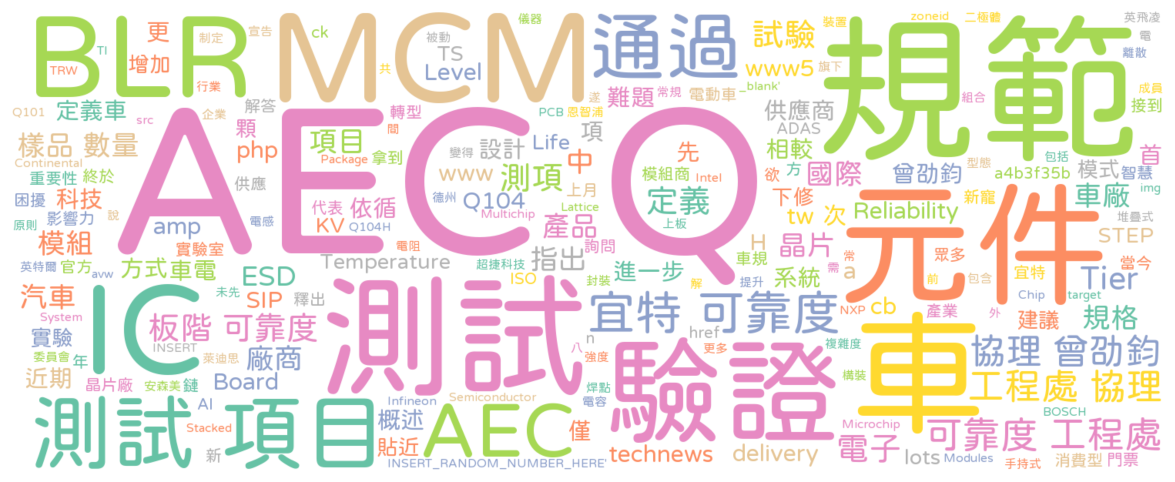 BLR
MCM
通過
規範
AEC Q
元件
車
IC
測試
驗證
測試 項目
AEC
宜特 可靠度
板階 可靠度
協理 曾劭鈞
工程處 協理
可靠度 工程處
TI
TRW
更
增加
制定
宣告
行業
ck
被動
儀器
TS
Level
共
遂
試驗
www5
難題
常規
旗下
裝置
電動車
_blank'
zoneid
二極體
英飛凌
電
離散
組合
成員
接到
供應商
ADAS
相較
Q101
定義車
src
企業
解答
顆
樣品 數量
Continental
重要性
終於
php
困擾
科技
供應
影響力
原則
說
模組
amp
電感
實驗室
項目
轉型
間
Package
拿到
變得
設計
Life
項
PCB
恩智浦
www
測項
中
代表
依循
上月
德州
Q104
KV
Q104H
Multichip
Lattice
產品
模組商
Intel
定義
上板
先
欲
方
下修
國際
曾劭鈞
型態
新寵
包括
a4b3f35b
模式
首
智慧
車廠
img
堆疊式
tw
次
Reliability
STEP
H
車規
晶片
常
需
a
眾多
英特爾
官方
avw
方式
車電
ESD
Temperature
電阻
超捷科技
指出
詢問
ISO
封裝
進一步
解
提升
系統
前
包含
宜特
當今
Tier
汽車
System
未先
SIP
釋出
cb
NXP
產業
外
Chip
target
建議
規格
實驗
INSERT
委員會
年
萊迪思
廠商
href
n
八
強度
更多
複雜度
構裝
近期
晶片廠
安森美
鏈
Board
AI
Infineon
Semiconductor
焊點
電容
Stacked
新
概述
貼近
僅
INSERT_RANDOM_NUMBER_HERE'
technews
delivery
Microchip
電子
lots
Modules
BOSCH
手持式
消費型
門票